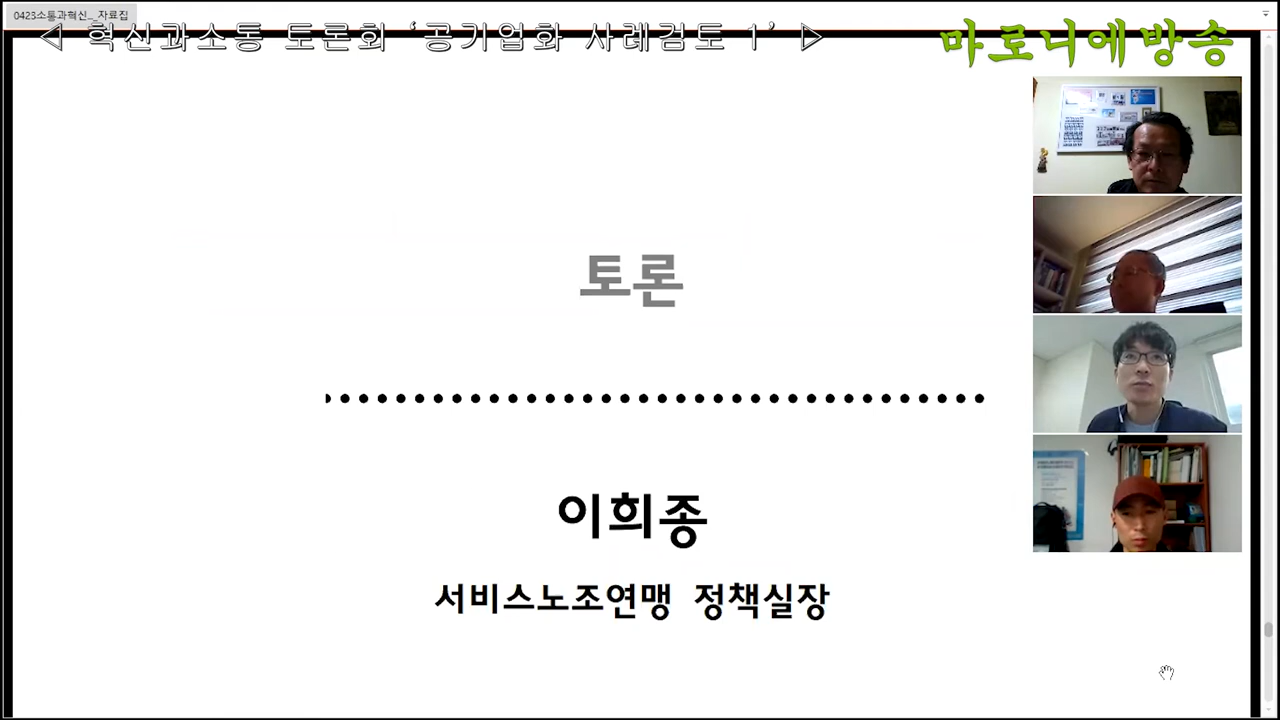 0423소통과혁신_ 자료집
◁ 혁신과소통 토론회 ‘공기업화 사례검토 1’ ▷
마로니에방송
토론
이희종
서비스노조연맹 정책실장